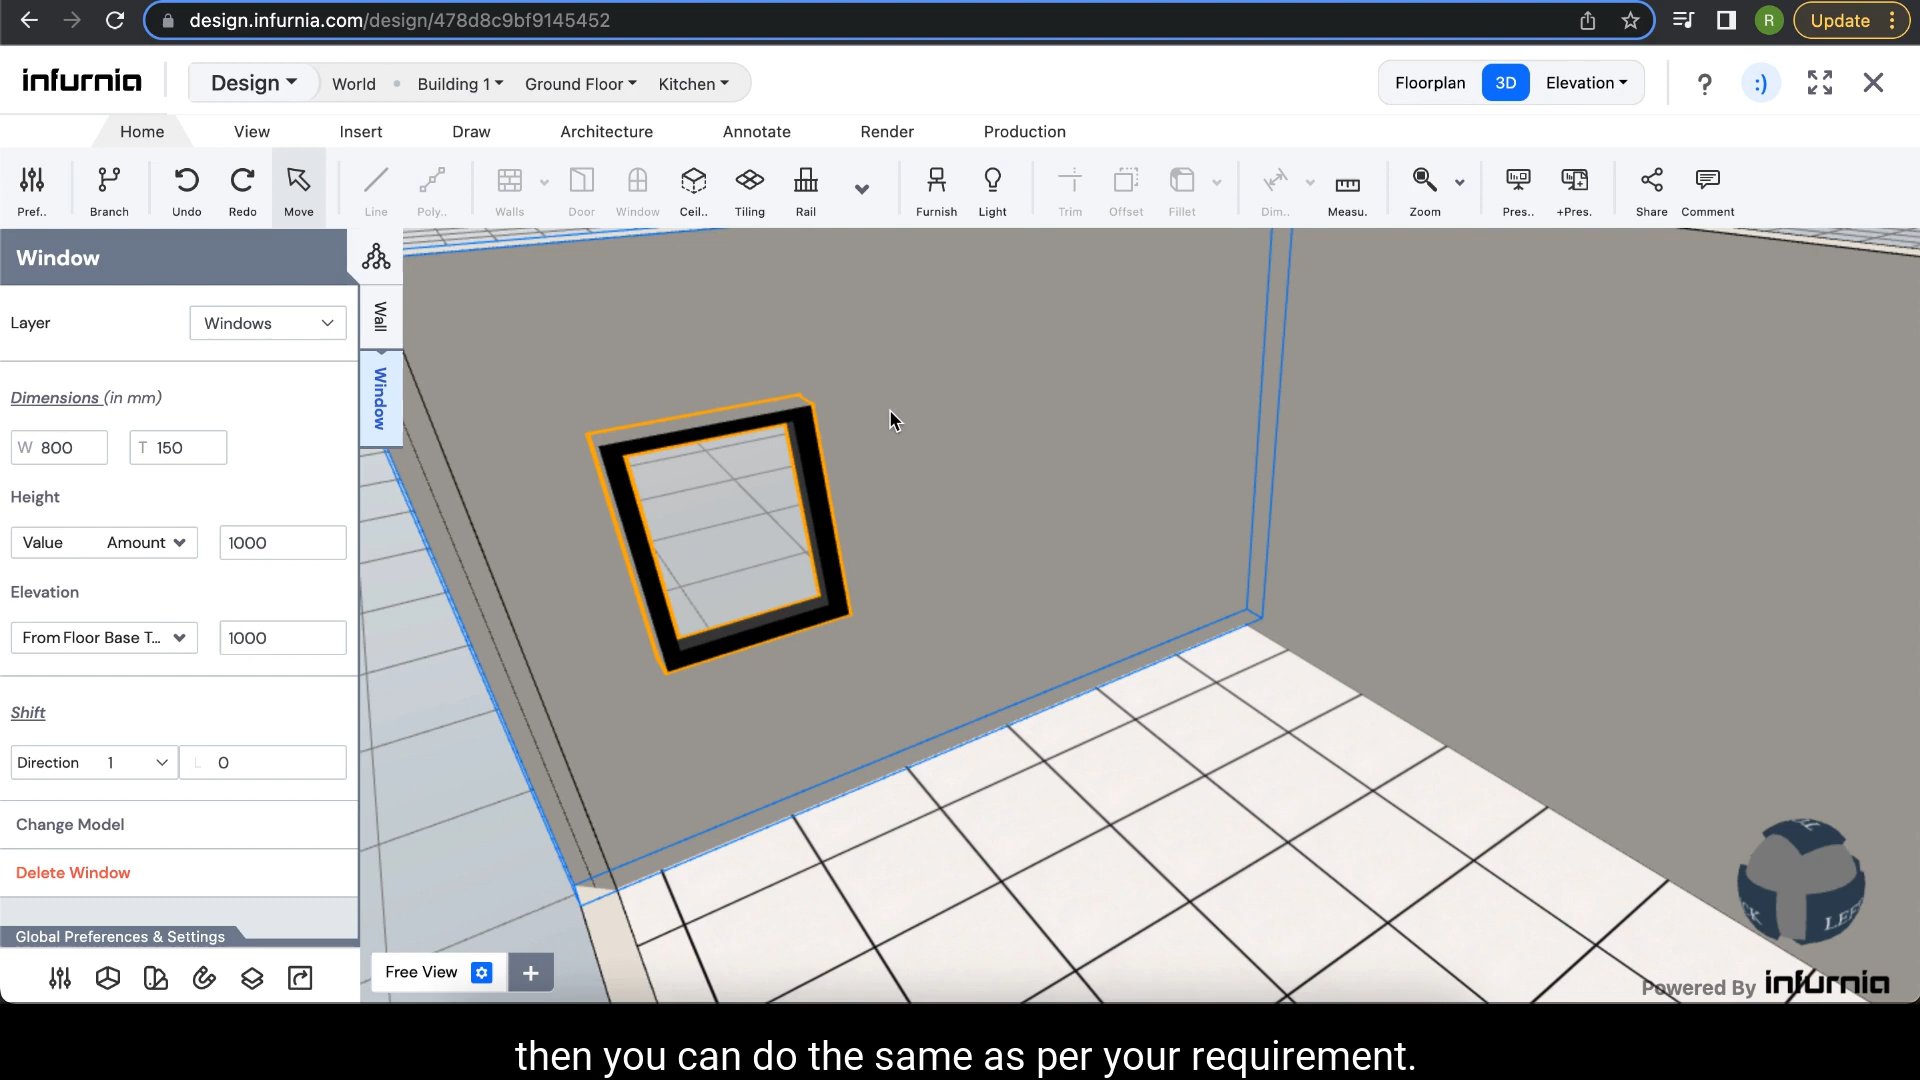 design.infurnia.com/design/478d8c9bf9145452
R
Update
infurnia
Design
World
Building 1
Ground Floor
Kitchen
Floorplan
3D
Elevation
?
:)
Home
View
Insert
Draw
Architecture
Annotate
Render
Production
Pref..
Branch
Undo
Redo
Move
Line
Poly..
Walls
Door
Window
Ceil..
Tiling
Rail
Furnish
Light
Trim
Offset
Fillet
Dim..
Measu.
Zoom
Pres..
+Pres.
Share
Comment
Window
Wall
Window
Layer
Windows
Dimensions (in mm)
W 800
T 150
Height
Value Amount
1000
Elevation
From Floor Base T...
1000
Shift
Direction 1
L 0
Change Model
Delete Window
Global Preferences & Settings
Free View
+
Powered By infurnia
then you can do the same as per your requirement.